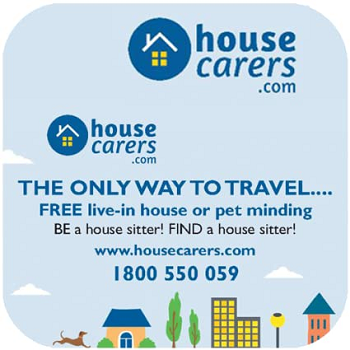 house
carers
.com
house
carers
.com
THE ONLY WAY TO TRAVEL....
FREE live-in house or pet minding
BE a house sitter! FIND a house sitter!
www.housecarers.com
1800 550 059